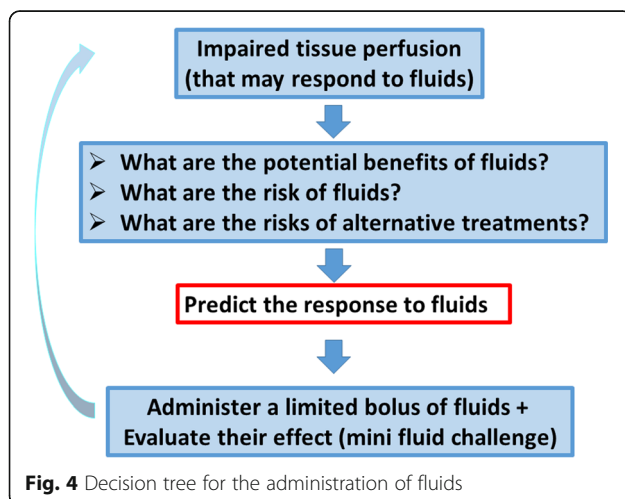 Impaired tissue perfusion
(that may respond to fluids)
➢ What are the potential benefits of fluids?
➢ What are the risk of fluids?
➢ What are the risks of alternative treatments?
Predict the response to fluids
Administer a limited bolus of fluids +
Evaluate their effect (mini fluid challenge)
Fig. 4 Decision tree for the administration of fluids